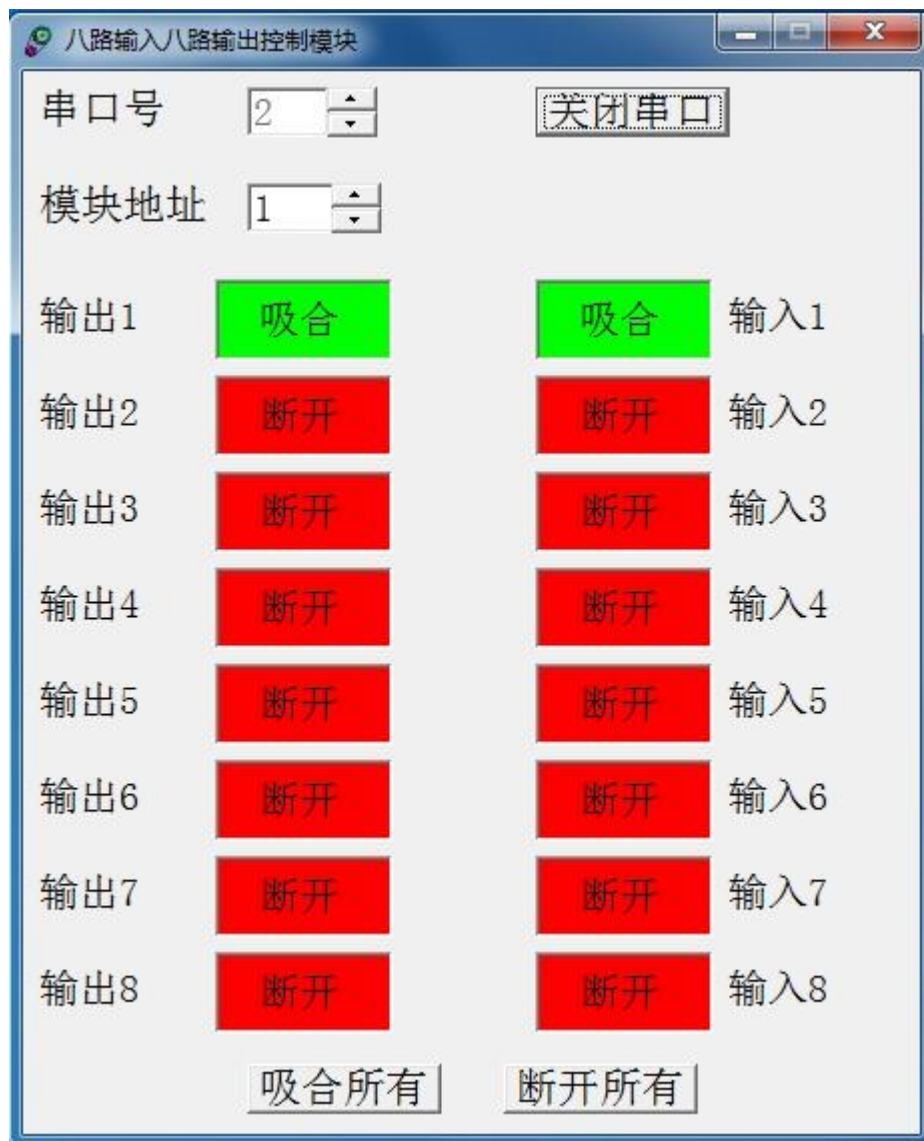 八路输入八路输出控制模块
串口号 2 关闭串口
模块地址 1
输出1 吸合 吸合 输入1
输出2 断开 断开 输入2
输出3 断开 断开 输入3
输出4 断开 断开 输入4
输出5 断开 断开 输入5
输出6 断开 断开 输入6
输出7 断开 断开 输入7
输出8 断开 断开 输入8
吸合所有 断开所有